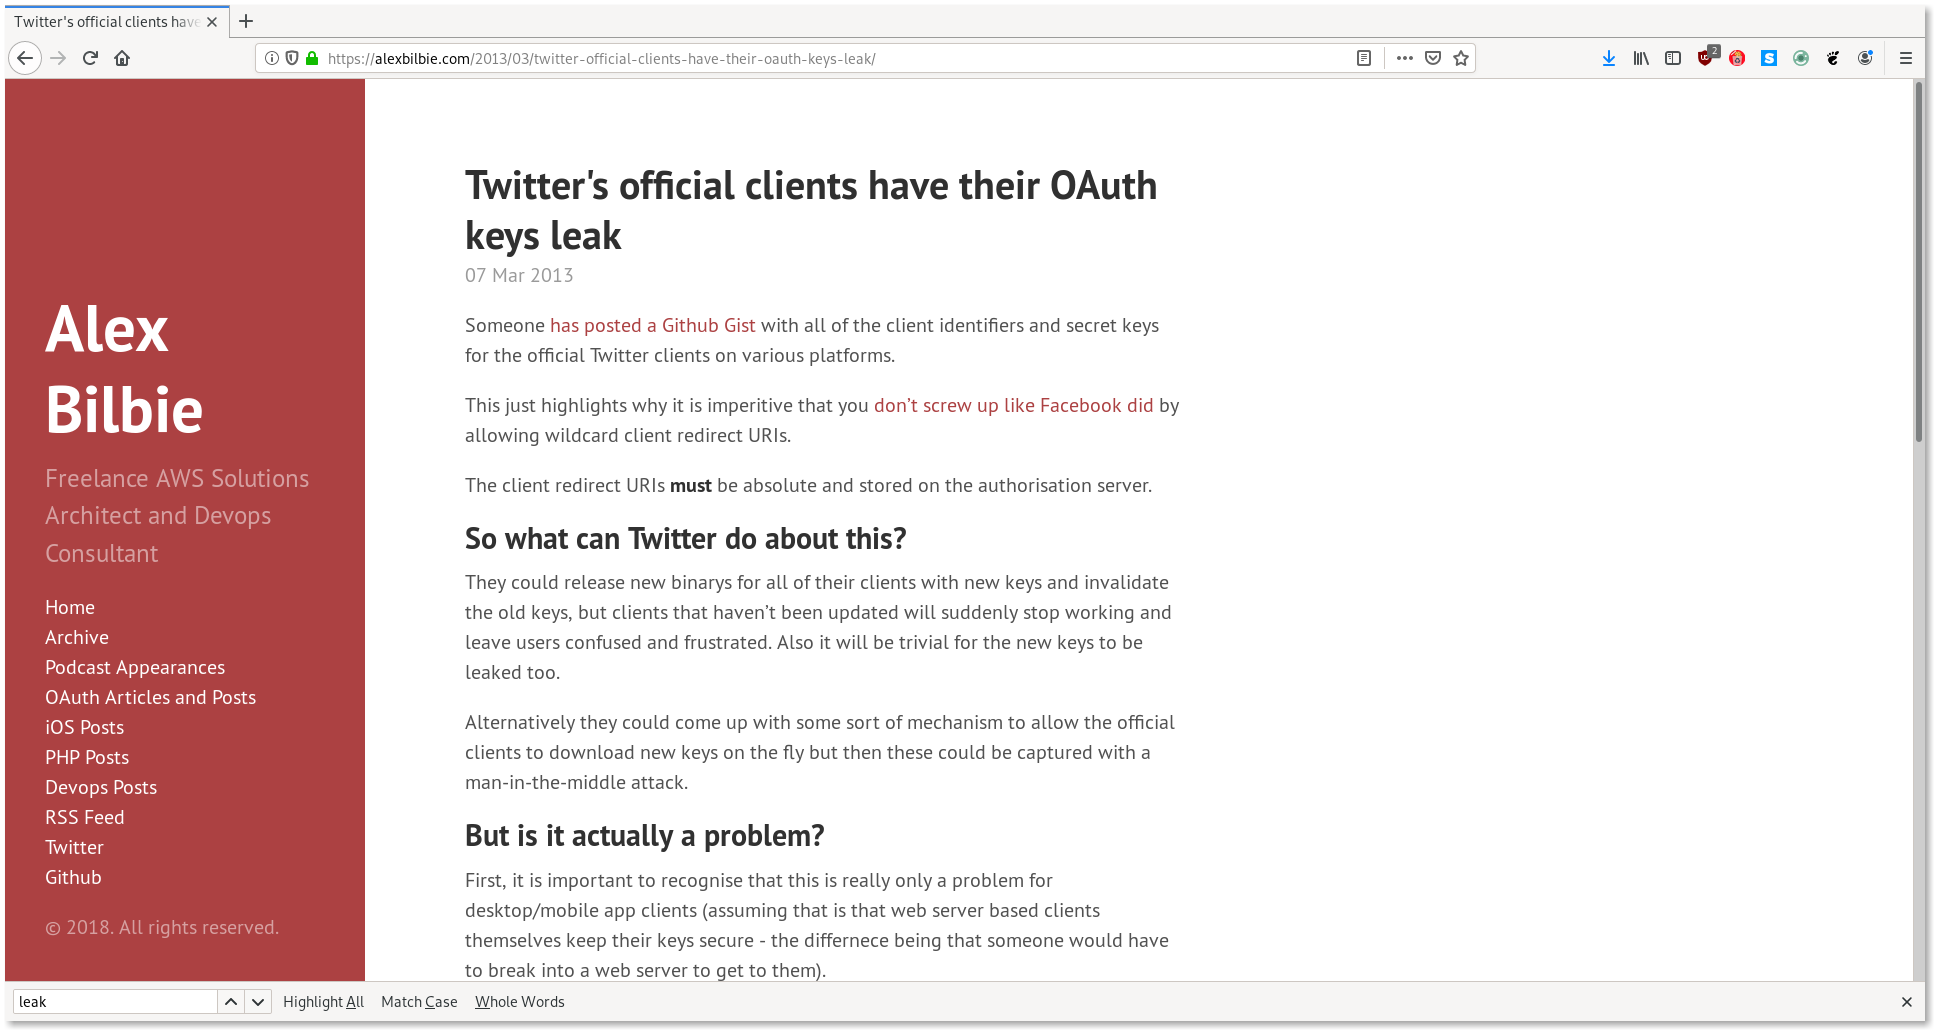 Twitter's official clients have
https://alexbilbie.com/2013/03/twitter-official-clients-have-their-oauth-keys-leak/
2
Alex
Bilbie
Freelance AWS Solutions
Architect and Devops
Consultant
Home
Archive
Podcast Appearances
OAuth Articles and Posts
iOS Posts
PHP Posts
Devops Posts
RSS Feed
Twitter
Github
© 2018. All rights reserved.
Twitter's official clients have their OAuth
keys leak
07 Mar 2013
Someone has posted a Github Gist with all of the client identifiers and secret keys
for the official Twitter clients on various platforms.
This just highlights why it is imperitive that you don't screw up like Facebook did by
allowing wildcard client redirect URIs.
The client redirect URIs must be absolute and stored on the authorisation server.
So what can Twitter do about this?
They could release new binarys for all of their clients with new keys and invalidate
the old keys, but clients that haven't been updated will suddenly stop working and
leave users confused and frustrated. Also it will be trivial for the new keys to be
leaked too.
Alternatively they could come up with some sort of mechanism to allow the official
clients to download new keys on the fly but then these could be captured with a
man-in-the-middle attack.
But is it actually a problem?
First, it is important to recognise that this is really only a problem for
desktop/mobile app clients (assuming that is that web server based clients
themselves keep their keys secure - the differnece being that someone would have
to break into a web server to get to them).
leak
Highlight All
Match Case
Whole Words